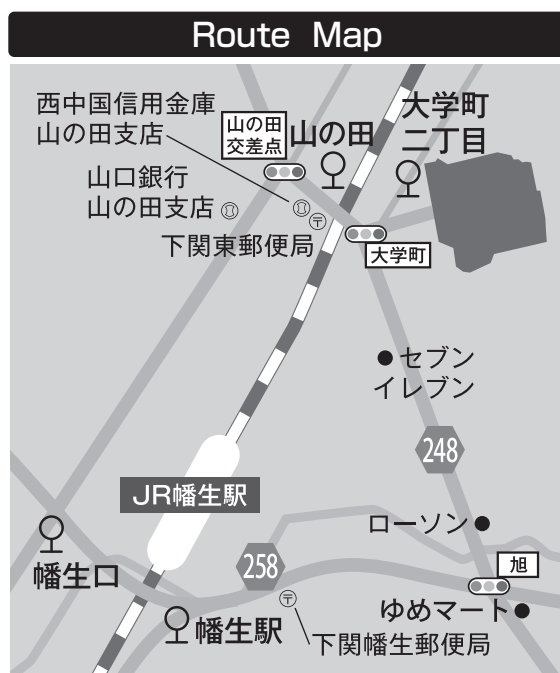 Route Map
西中国信用金庫
山の田支店
山の田
交差点
山の田
大学町
二丁目
山口銀行
山の田支店
下関東郵便局
大学町
セブン
イレブン
248
JR幡生駅
ローソン
幡生口
258
旭
ゆめマート
幡生駅
下関幡生郵便局